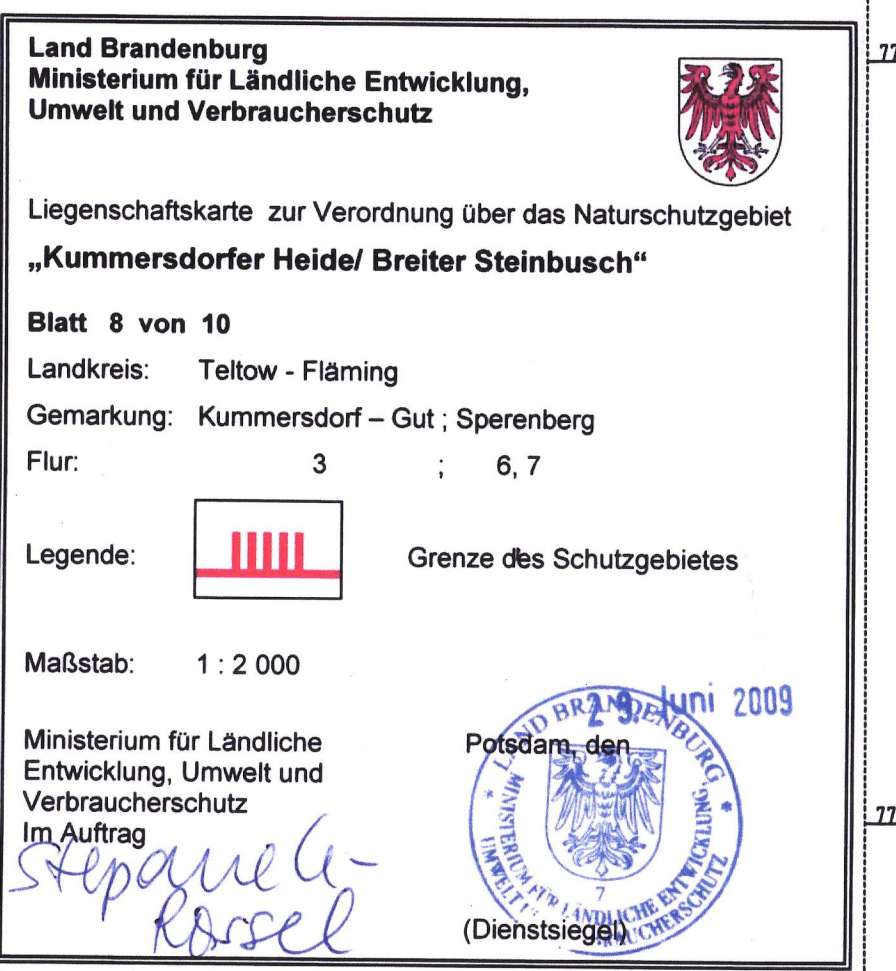 Land Brandenburg
Ministerium für Ländliche Entwicklung,
Umwelt und Verbraucherschutz
Liegenschaftskarte zur Verordnung über das Naturschutzgebiet
„Kummersdorfer Heide/ Breiter Steinbusch“
Blatt 8 von 10
Landkreis: Teltow - Fläming
Gemarkung: Kummersdorf – Gut ; Sperenberg
Flur: 3 ; 6, 7
Legende: Grenze des Schutzgebietes
Maßstab: 1 : 2 000
29. Juni 2009
Ministerium für Ländliche
Entwicklung, Umwelt und
Verbraucherschutz
Im Auftrag
Potsdam, den
* LAND BRANDENBURG *
MINISTERIUM FÜR LÄNDLICHE ENTWICKLUNG,
UMWELT VERBRAUCHERSCHUTZ
7
(Dienstsiegel)
77
77